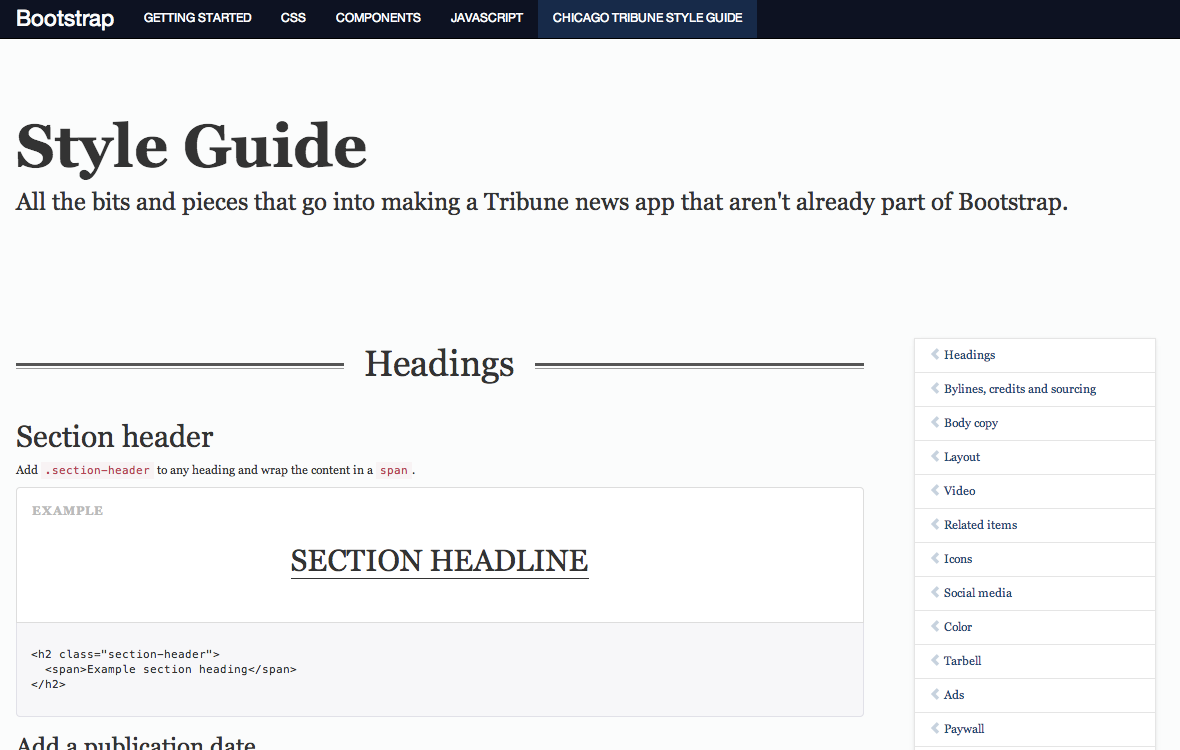 Bootstrap GETTING STARTED CSS COMPONENTS JAVASCRIPT CHICAGO TRIBUNE STYLE GUIDE
Style Guide
All the bits and pieces that go into making a Tribune news app that aren't already part of Bootstrap.
Headings
Section header
Add .section-header to any heading and wrap the content in a span.
EXAMPLE
SECTION HEADLINE
<h2 class="section-header">
  <span>Example section heading</span>
</h2>
Add a publication date
Headings
Bylines, credits and sourcing
Body copy
Layout
Video
Related items
Icons
Social media
Color
Tarbell
Ads
Paywall